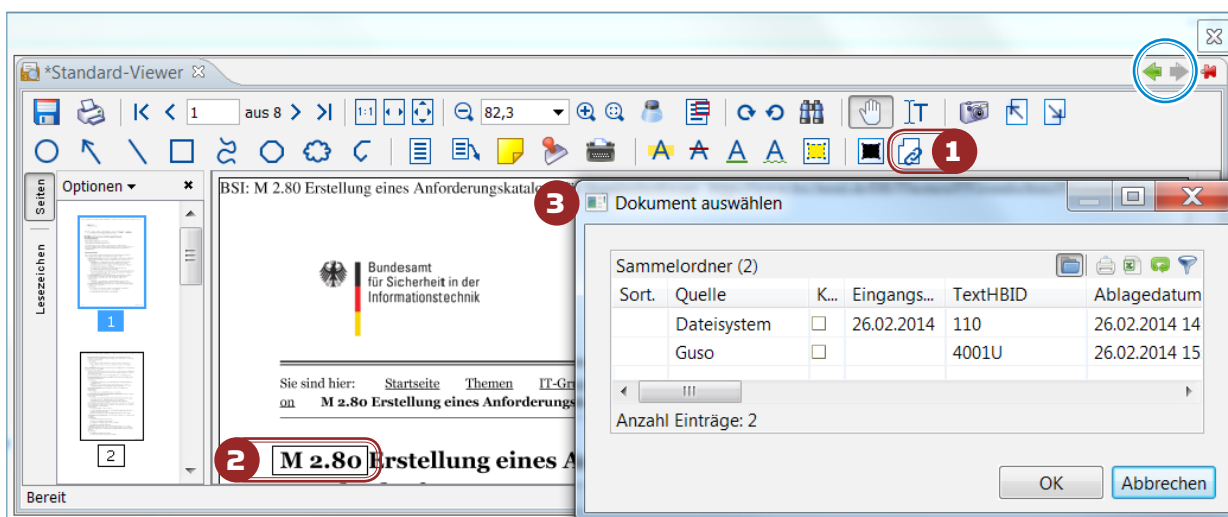 *Standard-Viewer
1 aus 8 1:1 82,3 T
A A A A 1
Seiten
Lesezeichen
Optionen
1
2
BSI: M 2.80 Erstellung eines Anforderungskatalo
Bundesamt
für Sicherheit in der
Informationstechnik
Sie sind hier: Startseite Themen IT-Gru
on M 2.80 Erstellung eines Anforderungs
2 M 2.80 Erstellung eines A
Bereit
3 Dokument auswählen
Sammelordner (2)
Sort. Quelle K... Eingangs... TextHBID Ablagedatum
Dateisystem 26.02.2014 110 26.02.2014 14
Guso 4001U 26.02.2014 15
Anzahl Einträge: 2
OK Abbrechen